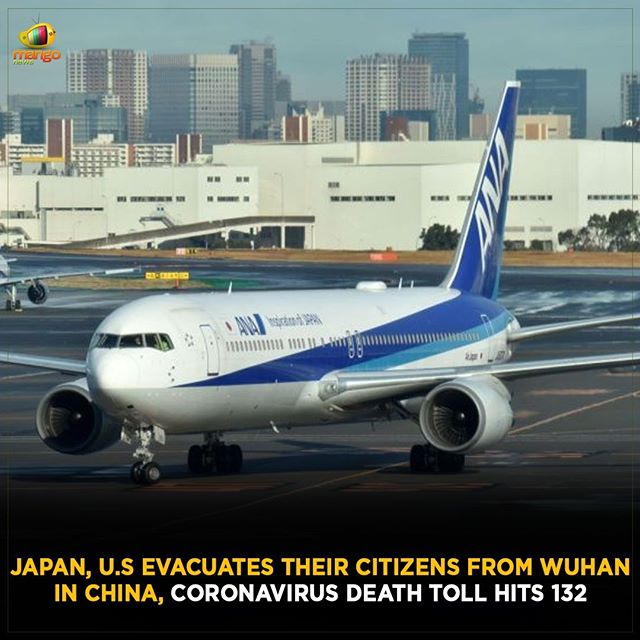 mango
news
ANA
ANA Inspiration of JAPAN
JAPAN, U.S EVACUATES THEIR CITIZENS FROM WUHAN
IN CHINA, CORONAVIRUS DEATH TOLL HITS 132